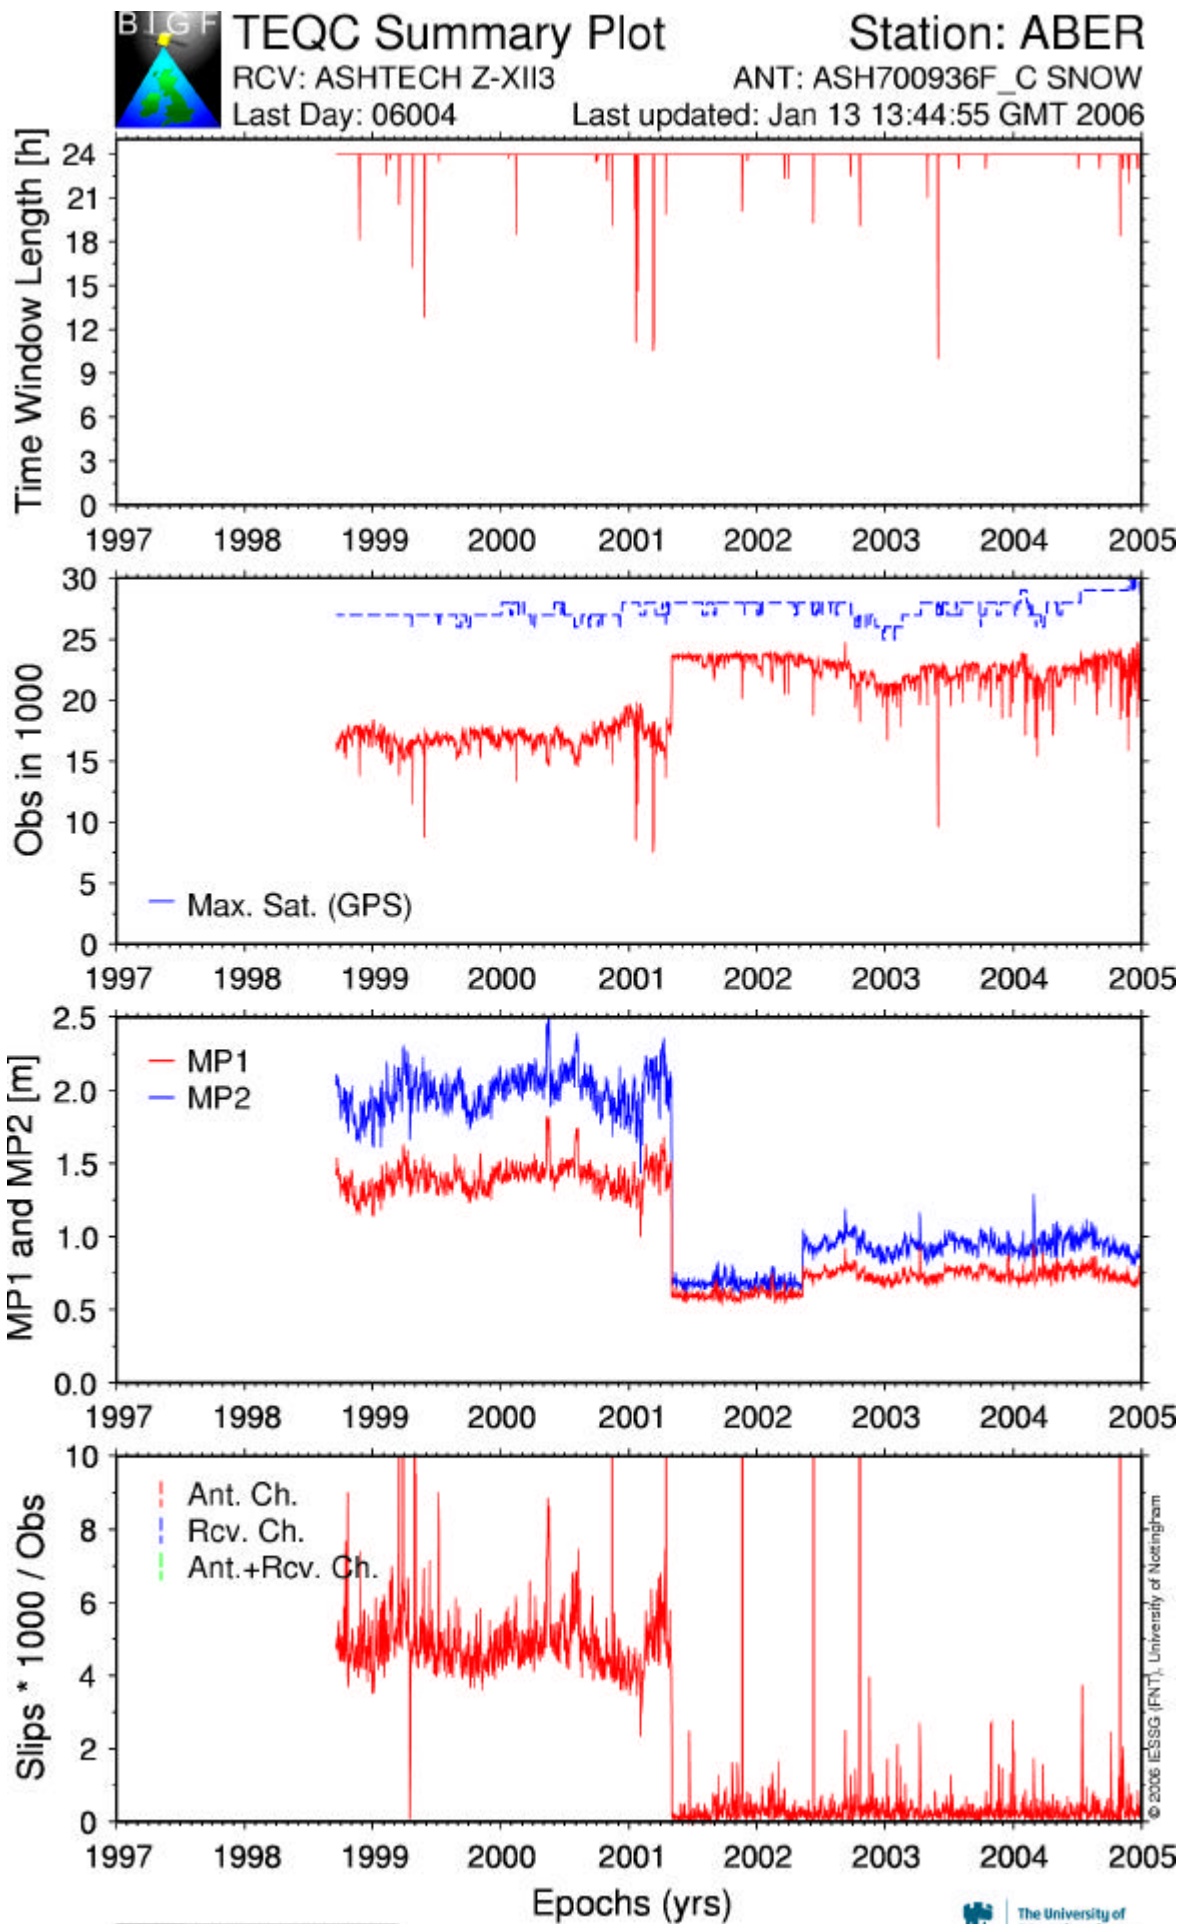 BIGF
TEQC Summary Plot
Station: ABER
RCV: ASHTECH Z-XII3
ANT: ASH700936F_C SNOW
Last Day: 06004
Last updated: Jan 13 13:44:55 GMT 2006
Time Window Length [h]
24
21
18
15
12
9
6
3
0
1997 1998 1999 2000 2001 2002 2003 2004 2005
Obs in 1000
30
25
20
15
10
5
0
Max. Sat. (GPS)
1997 1998 1999 2000 2001 2002 2003 2004 2005
MP1 and MP2 [m]
2.5
2.0
1.5
1.0
0.5
0.0
MP1
MP2
1997 1998 1999 2000 2001 2002 2003 2004 2005
Slips * 1000 / Obs
10
8
6
4
2
0
Ant. Ch.
Rcv. Ch.
Ant.+Rcv. Ch.
© 2006 IESSG (FNT), University of Nottingham
1997 1998 1999 2000 2001 2002 2003 2004 2005
Epochs (yrs)
The University of